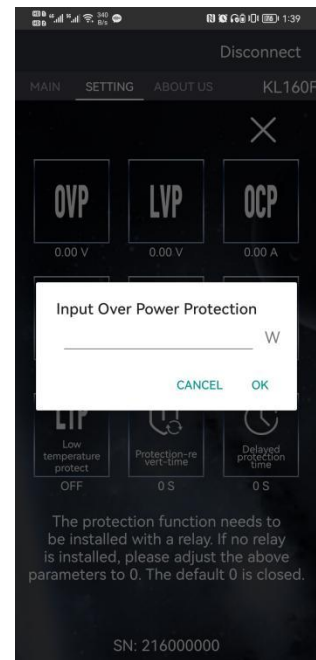 340 B/s
1:39
Disconnect
MAIN SETTING ABOUT US KL160F
OVP LVP OCP
0.00 V 0.00 V 0.00 A
Input Over Power Protection
W
CANCEL OK
LTP
Low temperature protect
Protection-re
vert-time
Delayed
protection
time
OFF 0 S 0 S
The protection function needs to
be installed with a relay. If no relay
is installed, please adjust the above
parameters to 0. The default 0 is closed.
SN: 216000000